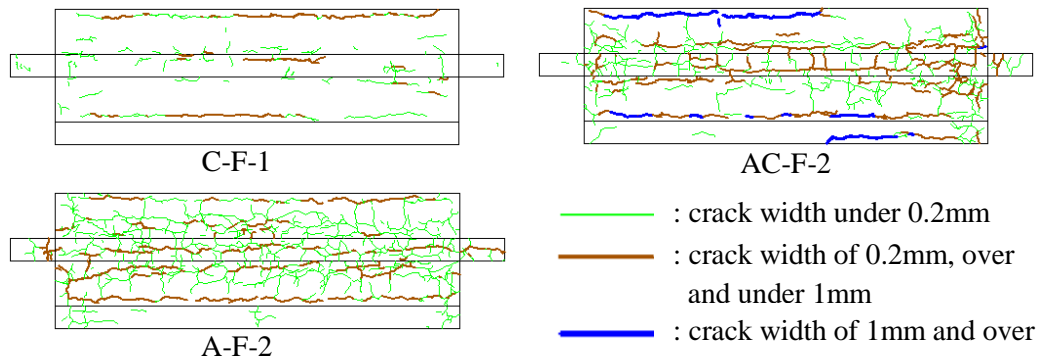 C-F-1
AC-F-2
A-F-2
: crack width under 0.2mm
: crack width of 0.2mm, over
and under 1mm
: crack width of 1mm and over